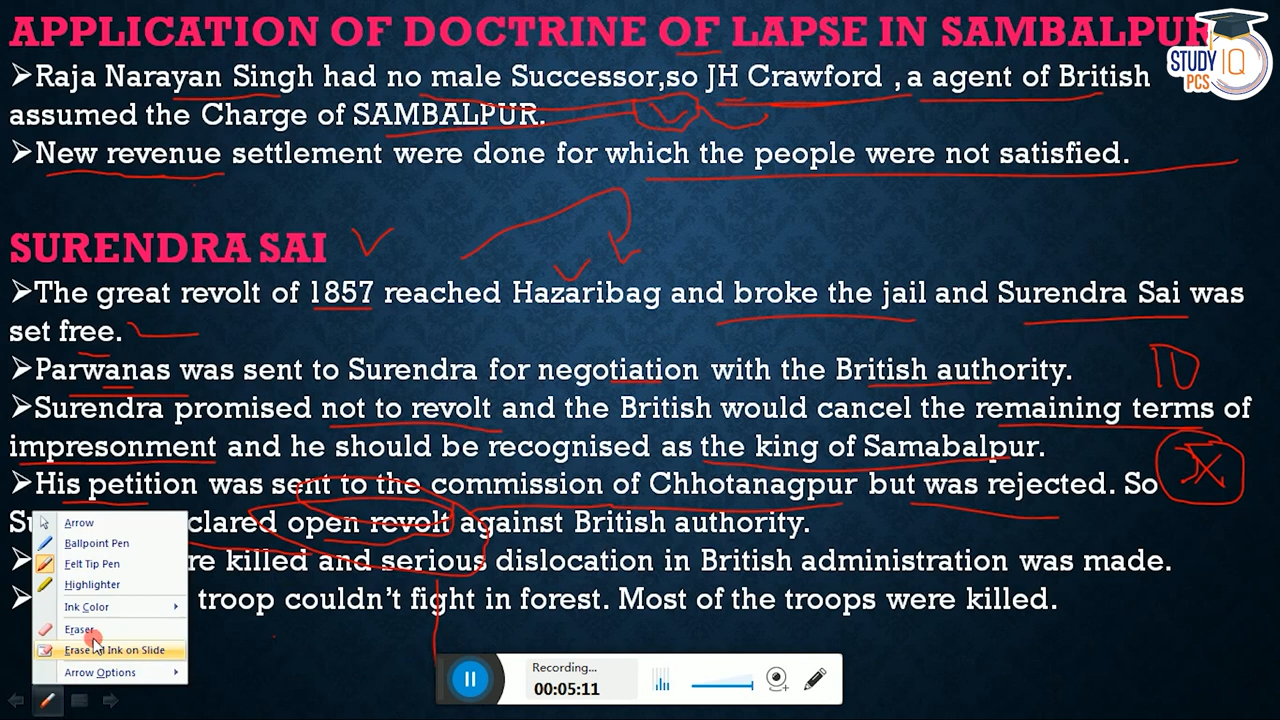 APPLICATION OF DOCTRINE OF LAPSE IN SAMBALPUR
STUDY IQ
PCS
➤Raja Narayan Singh had no male Successor,so JH Crawford , a agent of British
assumed the Charge of SAMBALPUR.
➤New revenue settlement were done for which the people were not satisfied.
SURENDRA SAI
➤The great revolt of 1857 reached Hazaribag and broke the jail and Surendra Sai was
set free.
➤Parwanas was sent to Surendra for negotiation with the British authority.
➤Surendra promised not to revolt and the British would cancel the remaining terms of
impresonment and he should be recognised as the king of Samabalpur.
➤His petition was sent to the commission of Chhotanagpur but was rejected. So
clared open revolt against British authority.
re killed and serious dislocation in British administration was made.
troop couldn't fight in forest. Most of the troops were killed.
Arrow
Ballpoint Pen
Felt Tip Pen
Highlighter
Ink Color
Eraser
Erase Ink on Slide
Arrow Options
Recording...
00:05:11